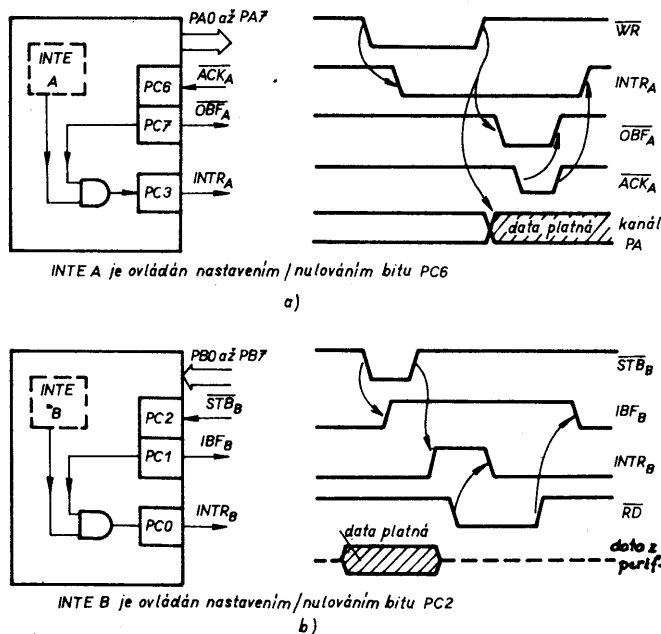 PA0 až PA7
INTE
A
PC6
ACK_A
PC7
OBF_A
PC3
INTR_A
WR
INTR_A
OBF_A
ACK_A
data platná
kanál
PA
INTE A je ovládán nastavením/nulováním bitu PC6
a)
PB0 až PB7
INTE
B
PC2
STB_B
PC1
IBF_B
PC0
INTR_B
STB_B
IBF_B
INTR_B
RD
data platná
data z
perif.
INTE B je ovládán nastavením/nulováním bitu PC2
b)